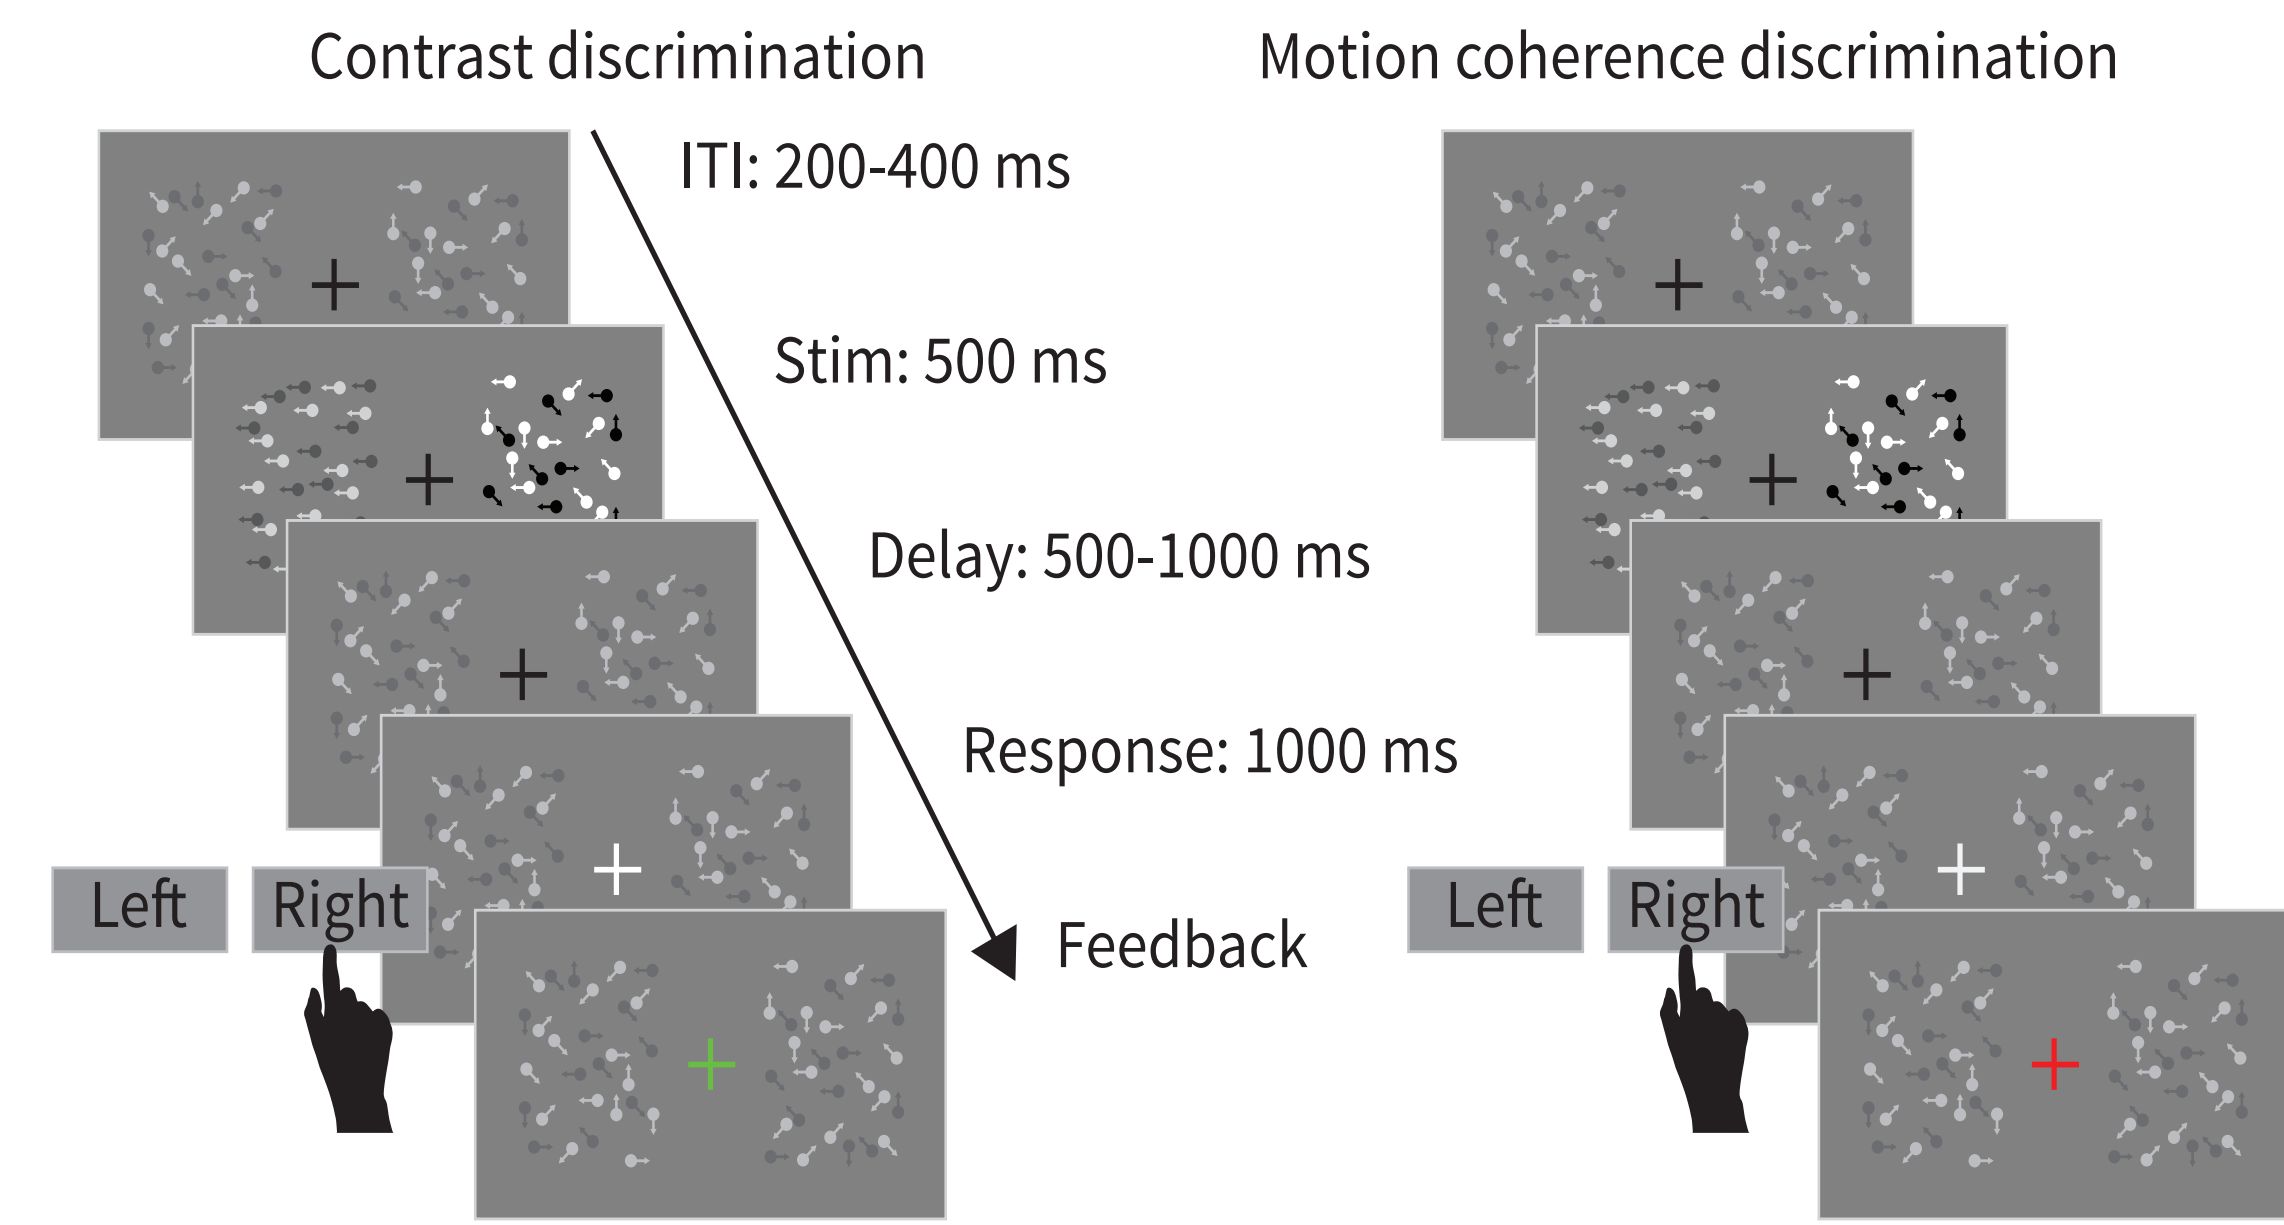 Contrast discrimination
Motion coherence discrimination
ITI: 200-400 ms
Stim: 500 ms
Delay: 500-1000 ms
Response: 1000 ms
Left
Right
Left
Right
Feedback